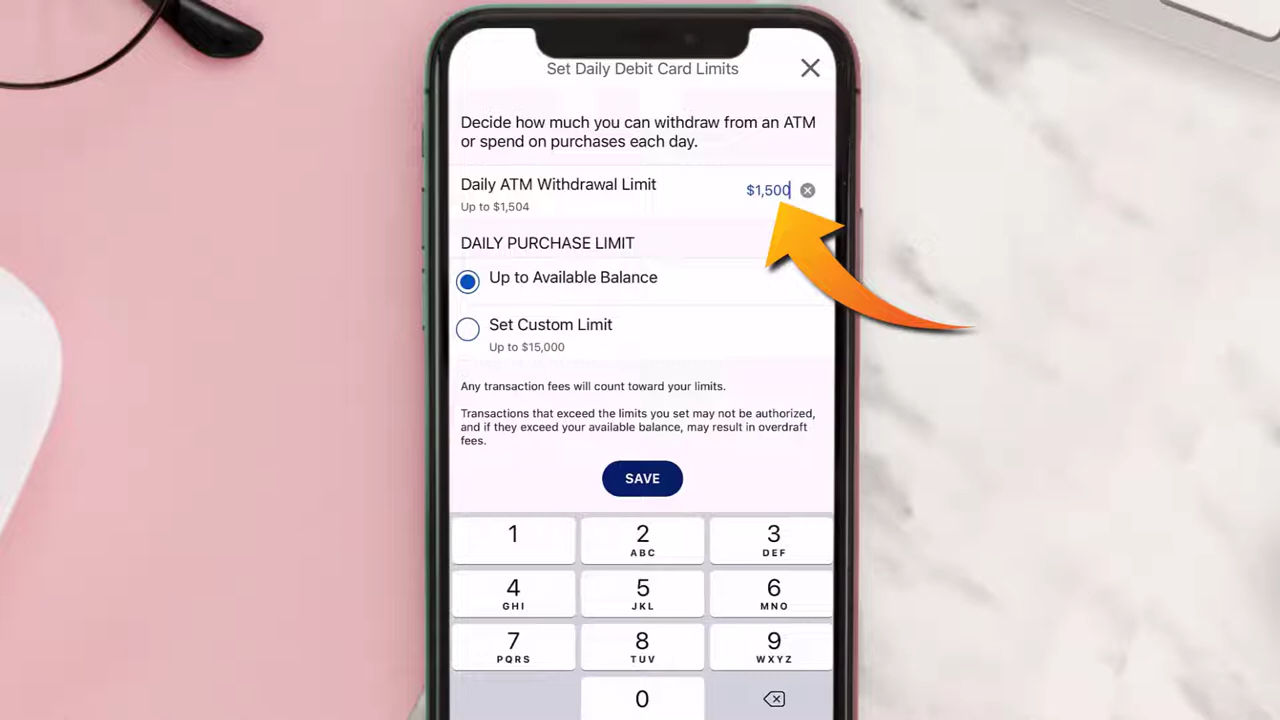 Set Daily Debit Card Limits
Decide how much you can withdraw from an ATM
or spend on purchases each day.
Daily ATM Withdrawal Limit
$1,500
Up to $1,504
DAILY PURCHASE LIMIT
Up to Available Balance
Set Custom Limit
Up to $15,000
Any transaction fees will count toward your limits.
Transactions that exceed the limits you set may not be authorized,
and if they exceed your available balance, may result in overdraft
fees.
SAVE
1 2 3
ABC DEF
4 5 6
GHI JKL MNO
7 8 9
PQRS TUV WXYZ
0